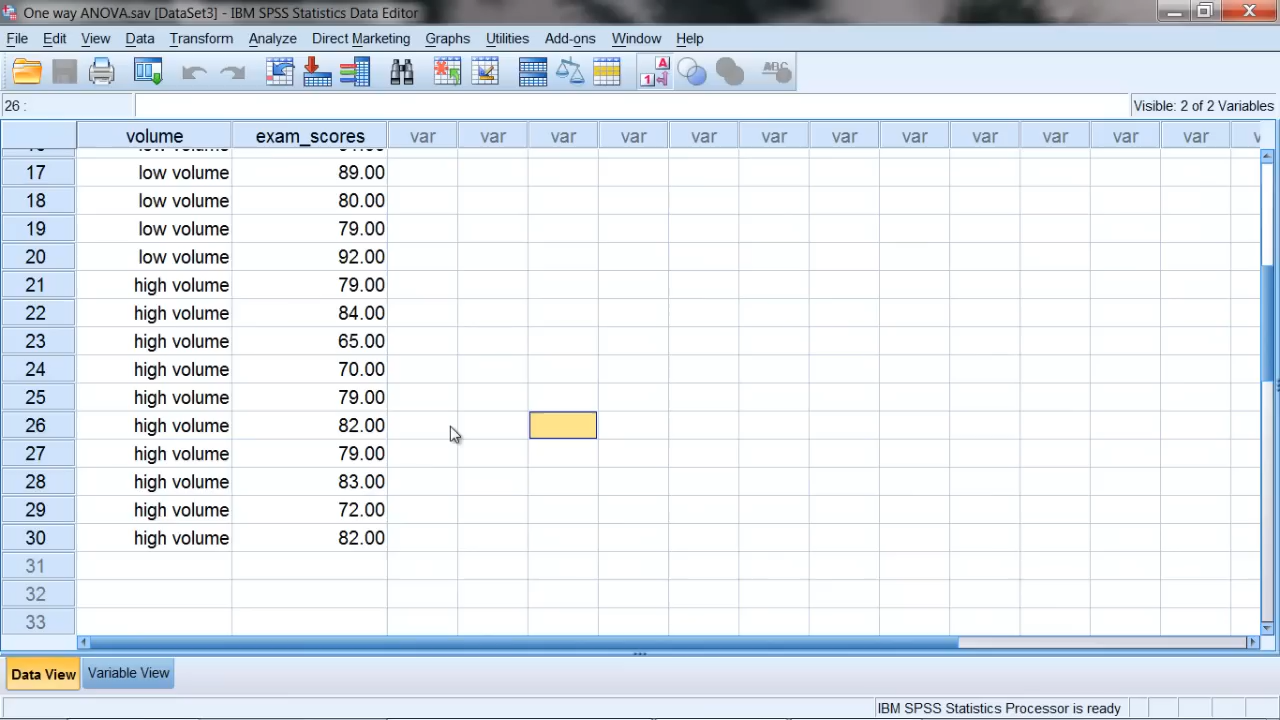 One way ANOVA.sav [DataSet3] - IBM SPSS Statistics Data Editor
File Edit View Data Transform Analyze Direct Marketing Graphs Utilities Add-ons Window Help
A 1 ABC
26 : Visible: 2 of 2 Variables
volume exam_scores var var var var var var var var var var var var
17 low volume 89.00
18 low volume 80.00
19 low volume 79.00
20 low volume 92.00
21 high volume 79.00
22 high volume 84.00
23 high volume 65.00
24 high volume 70.00
25 high volume 79.00
26 high volume 82.00
27 high volume 79.00
28 high volume 83.00
29 high volume 72.00
30 high volume 82.00
31
32
33
Data View Variable View
IBM SPSS Statistics Processor is ready